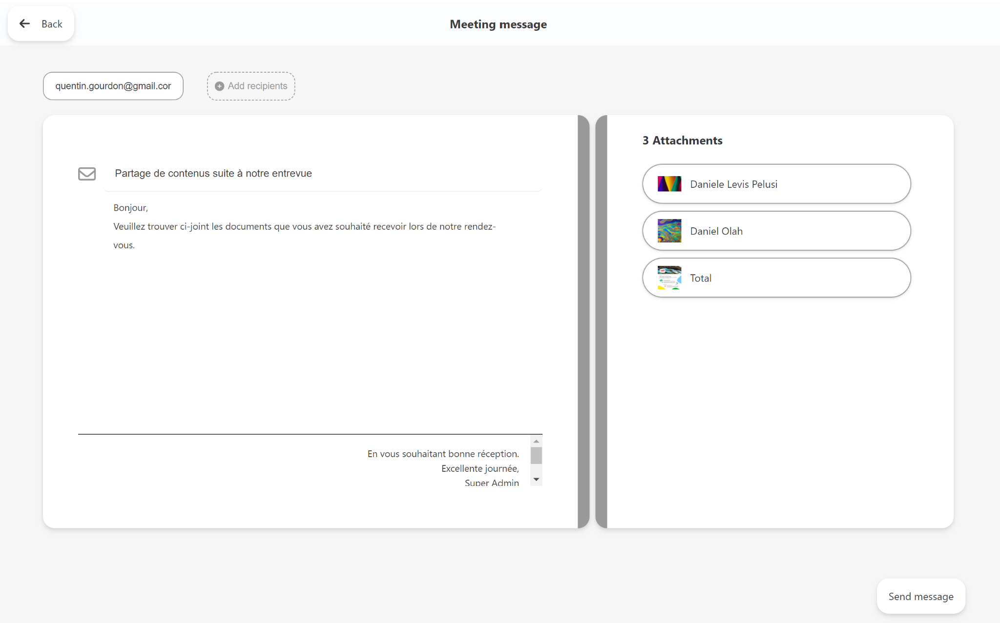 Back
Meeting message
quentin.gourdon@gmail.cor
Add recipients
Partage de contenus suite à notre entrevue
Bonjour,
Veuillez trouver ci-joint les documents que vous avez souhaité recevoir lors de notre rendez-
vous.
En vous souhaitant bonne réception.
Excellente journée,
Super Admin
3 Attachments
Daniele Levis Pelusi
Daniel Olah
Total
Send message